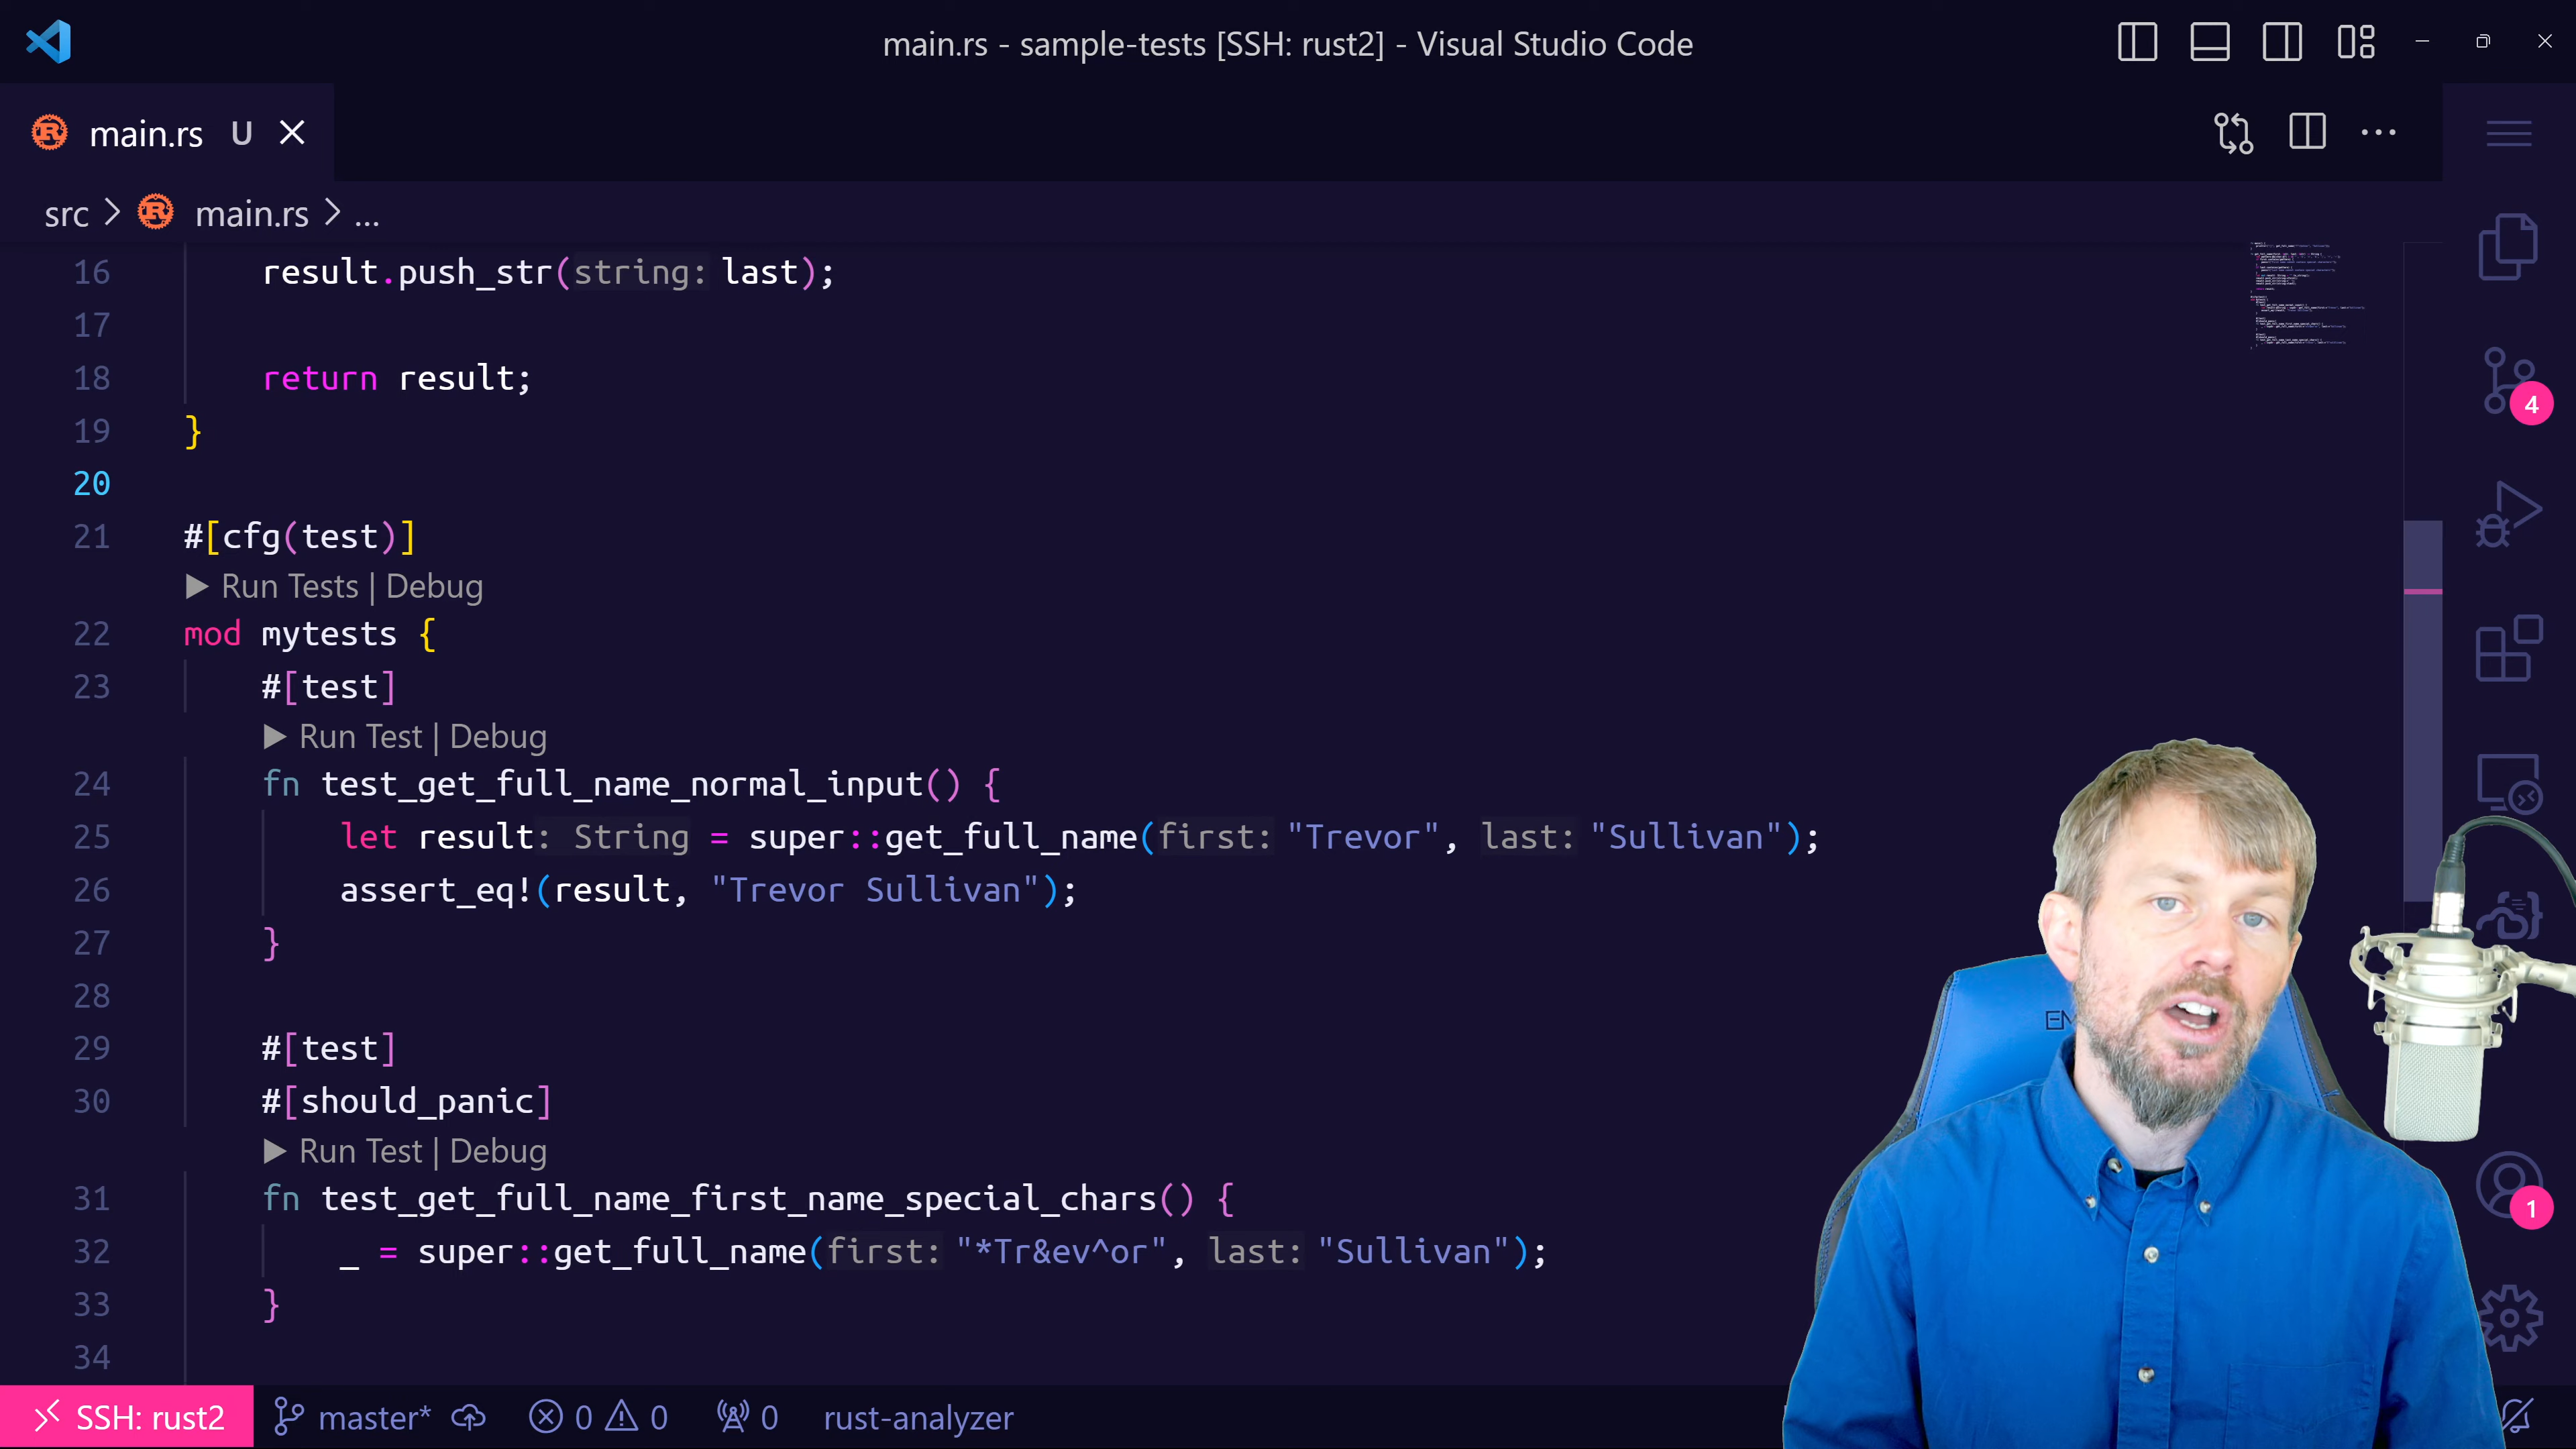 main.rs - sample-tests [SSH: rust2] - Visual Studio Code
main.rs U
src > main.rs > ...
16 result.push_str(string: last);
17
18 return result;
19 }
20
21 #[cfg(test)]
▶ Run Tests | Debug
22 mod mytests {
23 #[test]
▶ Run Test | Debug
24 fn test_get_full_name_normal_input() {
25 let result: String = super::get_full_name(first: "Trevor", last: "Sullivan");
26 assert_eq!(result, "Trevor Sullivan");
27 }
28
29 #[test]
30 #[should_panic]
▶ Run Test | Debug
31 fn test_get_full_name_first_name_special_chars() {
32 _ = super::get_full_name(first: "*Tr&ev^or", last: "Sullivan");
33 }
34
4
1
SSH: rust2 master* 0 0 0 rust-analyzer